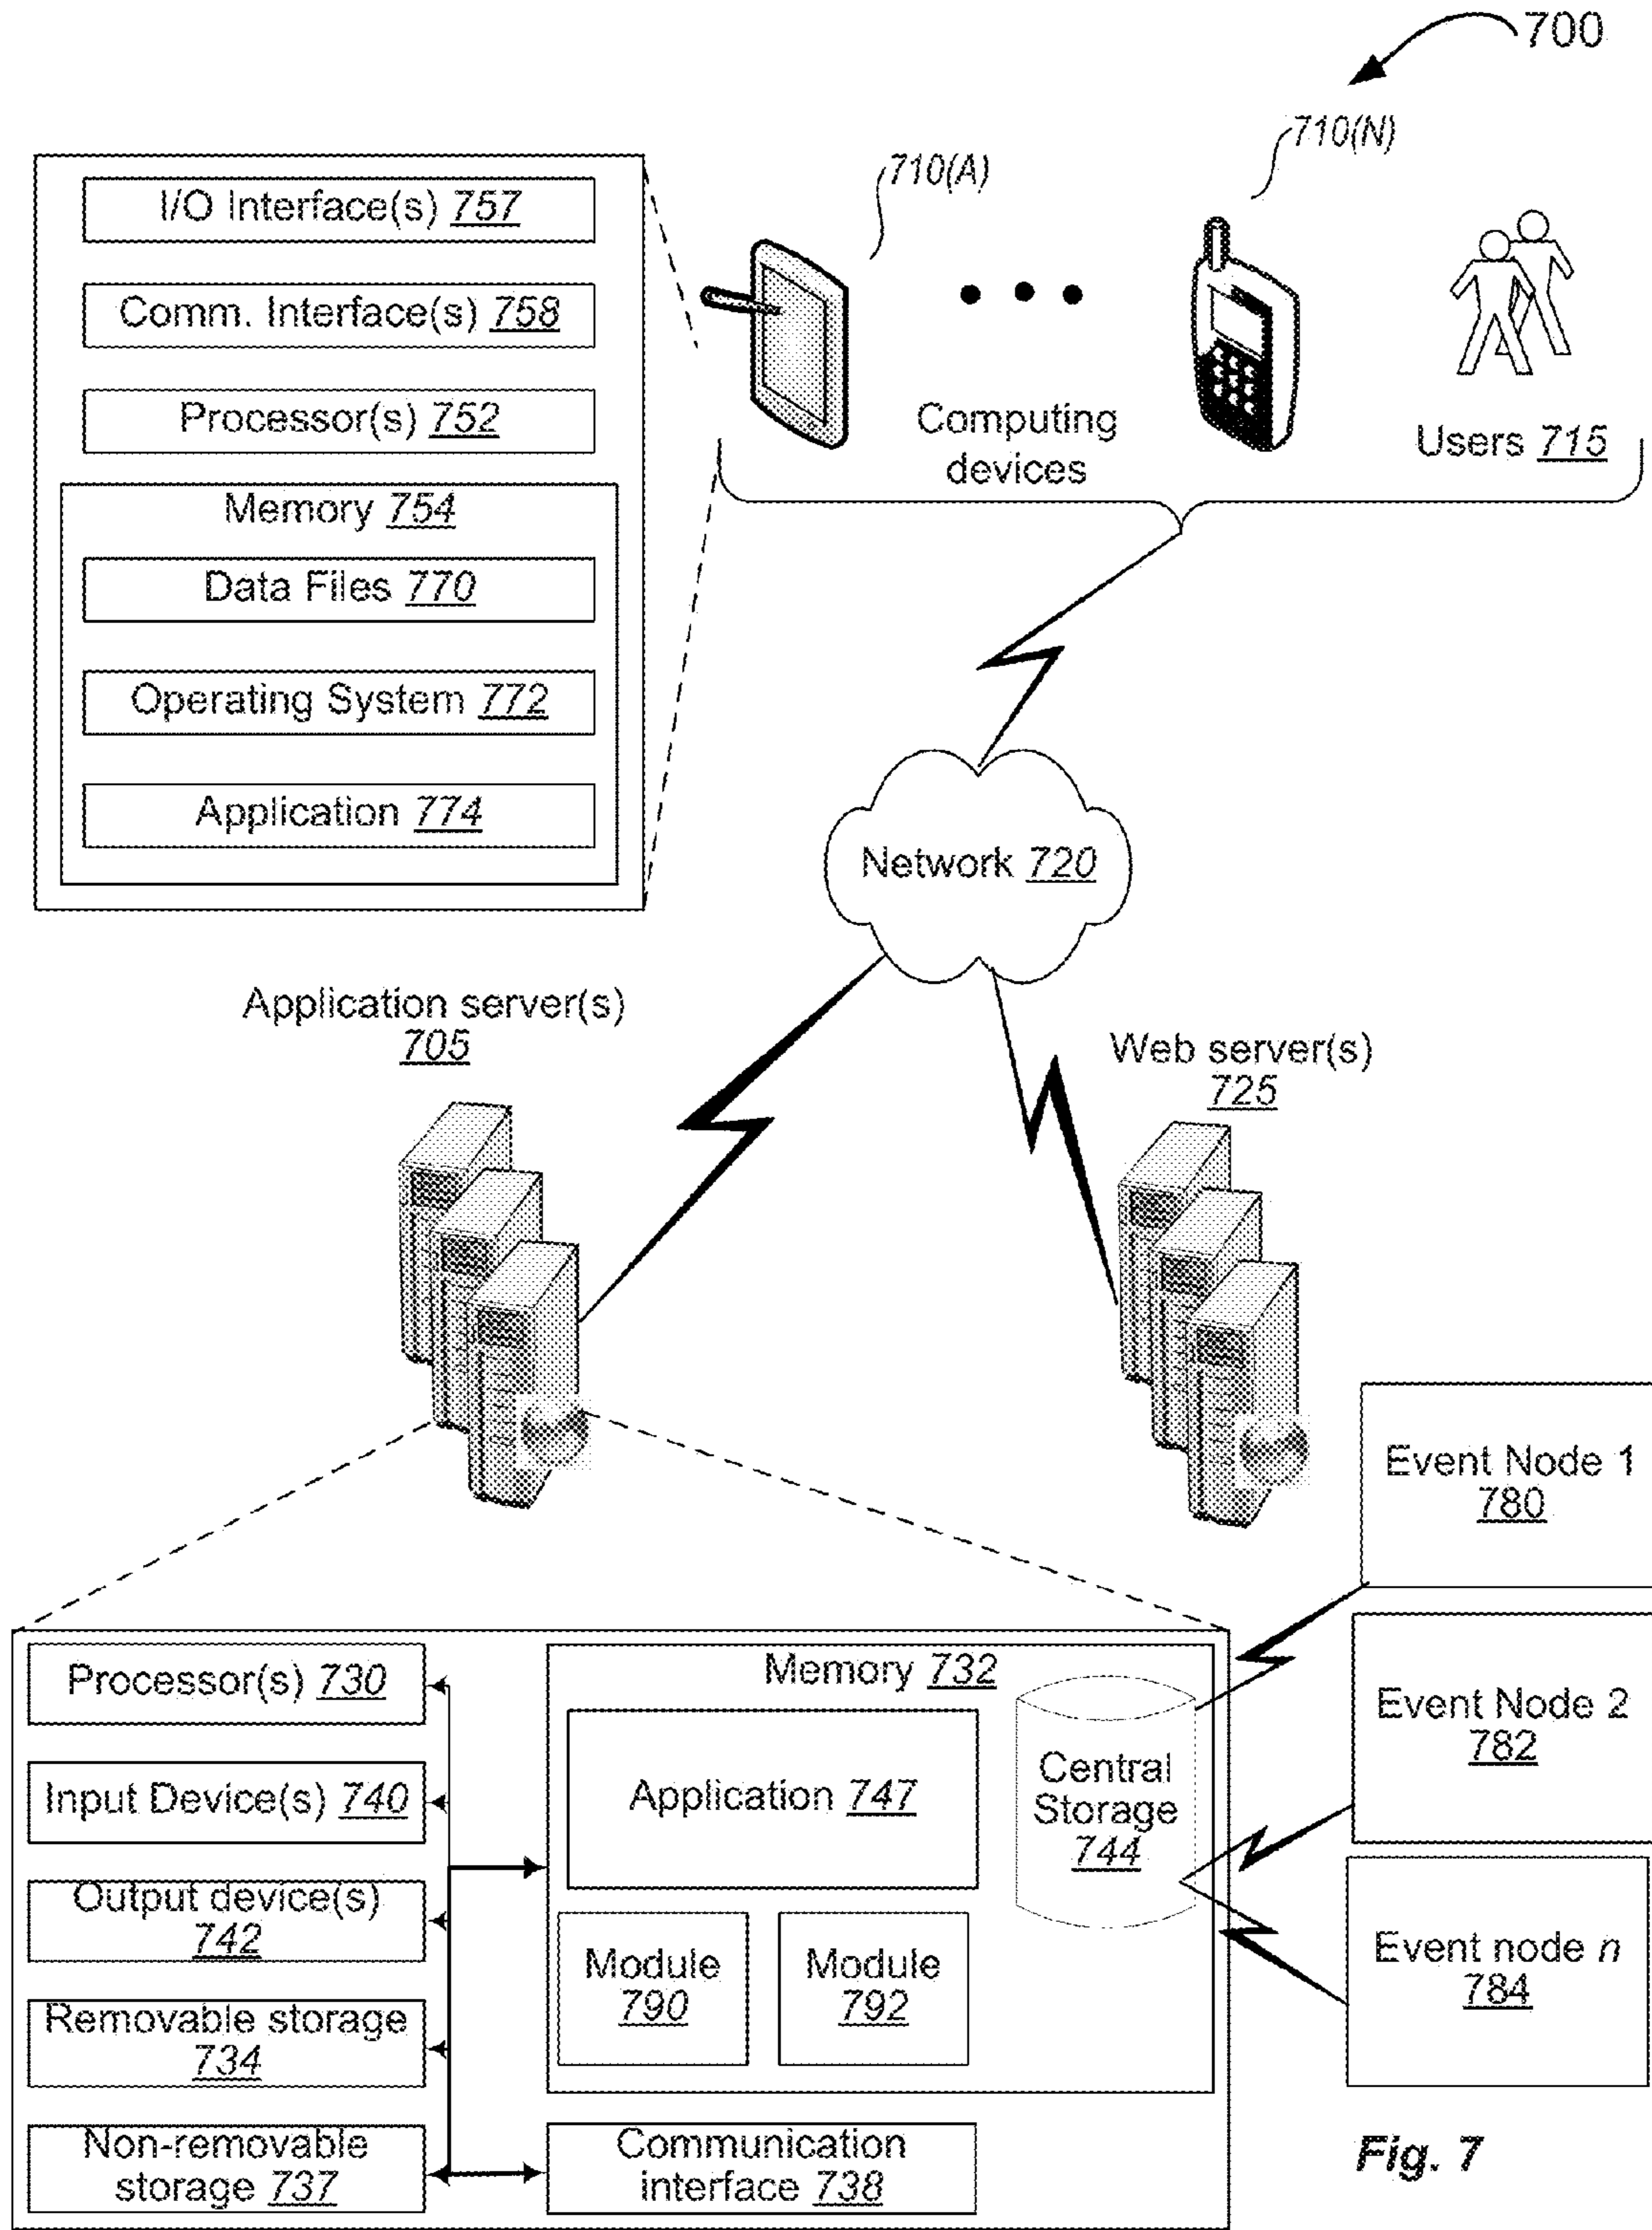 700
710(N)
710(A)
I/O Interface(s) 757
Comm. Interface(s) 758
Processor(s) 752
Memory 754
Data Files 770
Operating System 772
Application 774
Computing
devices
Users 715
Network 720
Application server(s)
705
Web server(s)
725
Event Node 1
780
Event Node 2
782
Event node n
784
Processor(s) 730
Input Device(s) 740
Output device(s)
742
Removable storage
734
Non-removable
storage 737
Memory 732
Application 747
Central
Storage
744
Module
790
Module
792
Communication
interface 738
Fig. 7